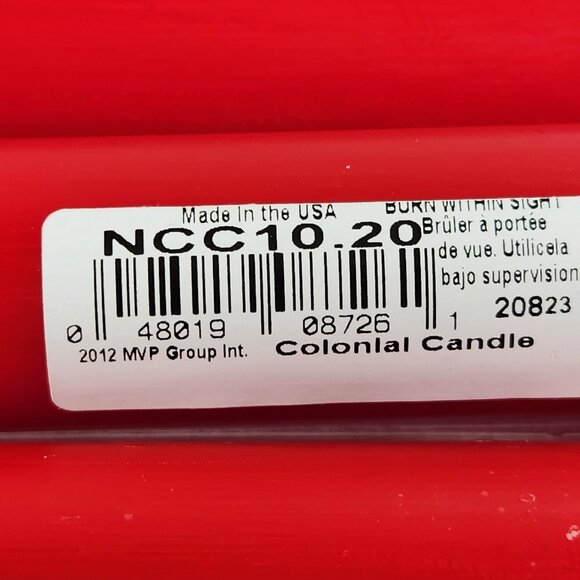 Made In the USA
BURN WITHIN SIGHT
NCC10.20
Brûler à portée
de vue. Utilicela
bajo supervision
20823
0 48019 08726 1
2012 MVP Group Int.
Colonial Candle